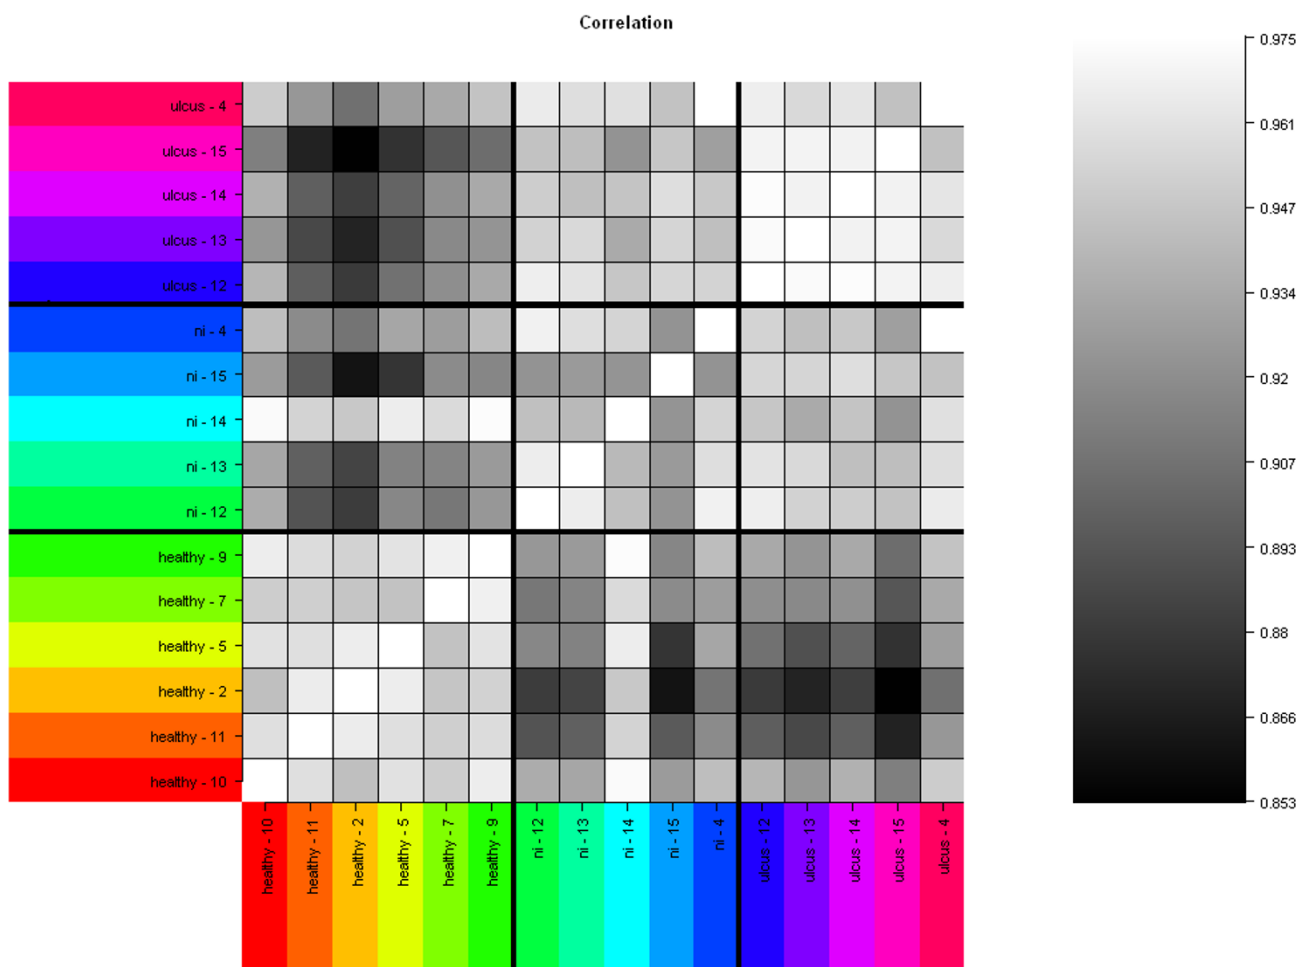 Correlation
ulcus - 4
ulcus - 15
ulcus - 14
ulcus - 13
ulcus - 12
ni - 4
ni - 15
ni - 14
ni - 13
ni - 12
healthy - 9
healthy - 7
healthy - 5
healthy - 2
healthy - 11
healthy - 10
healthy - 10
healthy - 11
healthy - 2
healthy - 5
healthy - 7
healthy - 9
ni - 12
ni - 13
ni - 14
ni - 15
ni - 4
ulcus - 12
ulcus - 13
ulcus - 14
ulcus - 15
ulcus - 4
0.975
0.961
0.947
0.934
0.92
0.907
0.893
0.88
0.866
0.853